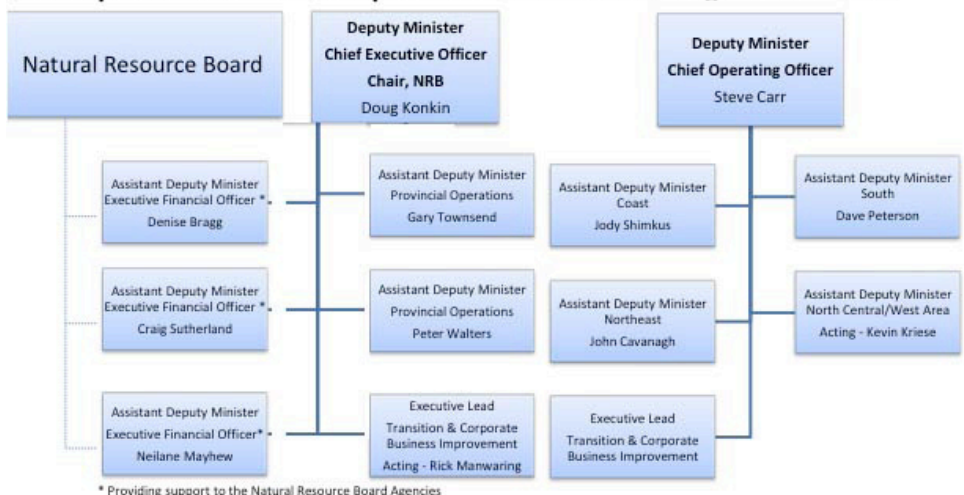 Natural Resource Board
Deputy Minister
Chief Executive Officer
Chair, NRB
Doug Konkin
Deputy Minister
Chief Operating Officer
Steve Carr
Assistant Deputy Minister
Executive Financial Officer *
Denise Bragg
Assistant Deputy Minister
Provincial Operations
Gary Townsend
Assistant Deputy Minister
Coast
Jody Shimkus
Assistant Deputy Minister
South
Dave Peterson
Assistant Deputy Minister
Executive Financial Officer *
Craig Sutherland
Assistant Deputy Minister
Provincial Operations
Peter Walters
Assistant Deputy Minister
Northeast
John Cavanagh
Assistant Deputy Minister
North Central/West Area
Acting - Kevin Kriese
Assistant Deputy Minister
Executive Financial Officer*
Neilane Mayhew
Executive Lead
Transition & Corporate
Business Improvement
Acting - Rick Manwaring
Executive Lead
Transition & Corporate
Business Improvement
* Providing support to the Natural Resource Board Agencies